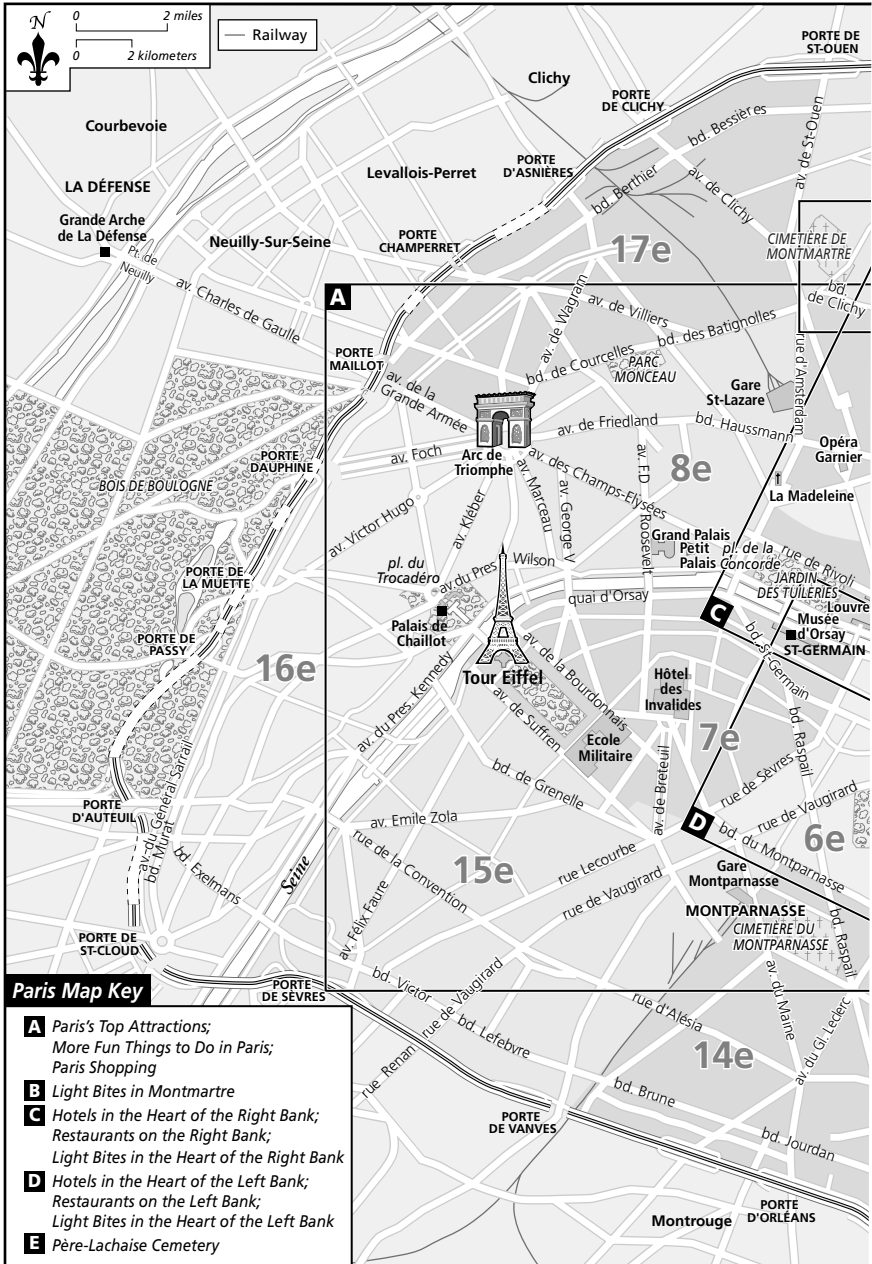 N
0 2 miles
0 2 kilometers
Railway
PORTE DE
ST-OUEN
Clichy
PORTE
DE CLICHY
Courbevoie
bd. Bessières
av. de St-Ouen
Levallois-Perret
PORTE
D'ASNIÈRES
LA DÉFENSE
bd. Berthier
av. de Clichy
Grande Arche
de La Défense
Neuilly-Sur-Seine
PORTE
CHAMPERRET
17e
CIMETIÈRE DE
MONTMARTRE
Pt. de
Neuilly
av. Charles de Gaulle
A
bd.
de Clichy
av. de Wagram
av. de Villiers
bd. des Batignolles
PORTE
MAILLOT
bd. de Courcelles
PARC
MONCEAU
rue d'Amsterdam
av. de la
Grande Armée
Gare
St-Lazare
av. de Friedland
bd. Haussmann
PORTE
DAUPHINE
av. Foch
Arc de
Triomphe
Opéra
Garnier
BOIS DE BOULOGNE
av. des Champs-Elysées
8e
av. F.D Roosevelt
La Madeleine
av. Victor Hugo
av. Kléber
av. Marceau
av. George V
Grand Palais
Petit
Palais
pl. de la
Concorde
rue de Rivoli
pl. du
Trocadéro
av du Pres. Wilson
PORTE DE
LA MUETTE
JARDIN
DES TUILERIES
quai d'Orsay
Louvre
C
Musée
d'Orsay
Palais de
Chaillot
PORTE DE
PASSY
ST-GERMAIN
16e
av. de la Bourdonnais
bd. St-Germain
Tour Eiffel
Hôtel
des
Invalides
av. du Pres. Kennedy
av. de Suffren
7e
bd. Raspail
Ecole
Militaire
av. de Breteuil
rue de Sèvres
bd. de Grenelle
PORTE
D'AUTEUIL
av. du Général Sarrail
bd. Murat
av. Emile Zola
D
rue de Vaugirard
6e
bd. du Montparnasse
bd. Exelmans
Seine
rue de la Convention
15e
rue Lecourbe
Gare
Montparnasse
av. Félix Faure
rue de Vaugirard
MONTPARNASSE
CIMETIÈRE DU
MONTPARNASSE
bd. Raspail
PORTE DE
ST-CLOUD
PORTE
DE SÈVRES
bd. Victor
rue de Vaugirard
rue d'Alésia
av. du Maine
av. du Gl. Leclerc
bd. Lefebvre
rue Renan
14e
bd. Brune
PORTE
DE VANVES
bd. Jourdan
Montrouge
PORTE
D'ORLÉANS
Paris Map Key
A Paris's Top Attractions;
More Fun Things to Do in Paris;
Paris Shopping
B Light Bites in Montmartre
C Hotels in the Heart of the Right Bank;
Restaurants on the Right Bank;
Light Bites in the Heart of the Right Bank
D Hotels in the Heart of the Left Bank;
Restaurants on the Left Bank;
Light Bites in the Heart of the Left Bank
E Père-Lachaise Cemetery